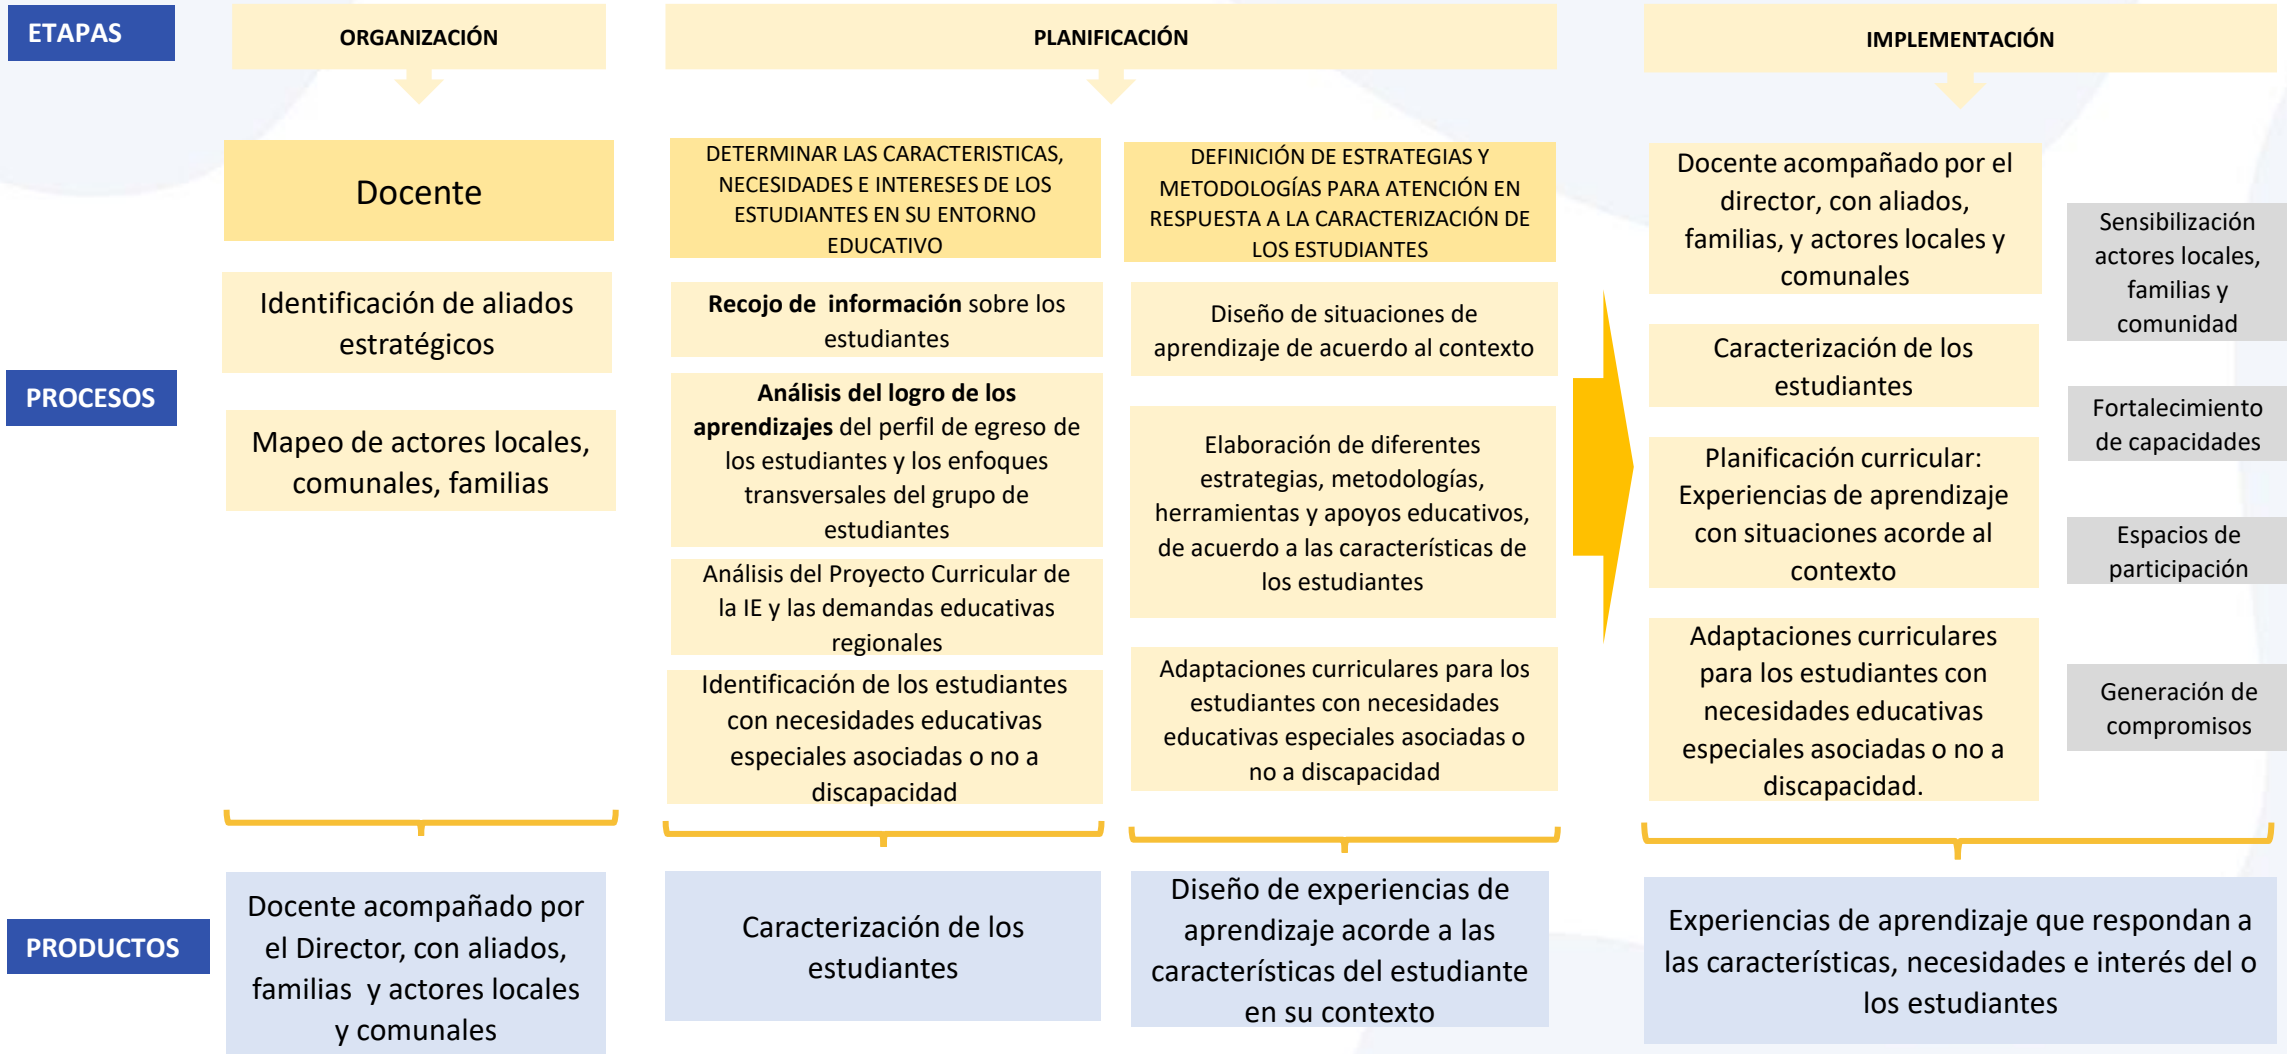 ETAPAS
ORGANIZACIÓN
PLANIFICACIÓN
IMPLEMENTACIÓN
PROCESOS
Docente
Identificación de aliados
estratégicos
Mapeo de actores locales,
comunales, familias
DETERMINAR LAS CARACTERISTICAS,
NECESIDADES E INTERESES DE LOS
ESTUDIANTES EN SU ENTORNO
EDUCATIVO
Recojo de  información sobre los
estudiantes
Análisis del logro de los
aprendizajes del perfil de egreso de
los estudiantes y los enfoques
transversales del grupo de
estudiantes
Análisis del Proyecto Curricular de
la IE y las demandas educativas
regionales
Identificación de los estudiantes
con necesidades educativas
especiales asociadas o no a
discapacidad
DEFINICIÓN DE ESTRATEGIAS Y
METODOLOGÍAS PARA ATENCIÓN EN
RESPUESTA A LA CARACTERIZACIÓN DE
LOS ESTUDIANTES
Diseño de situaciones de
aprendizaje de acuerdo al contexto
Elaboración de diferentes
estrategias, metodologías,
herramientas y apoyos educativos,
de acuerdo a las características de
los estudiantes
Adaptaciones curriculares para los
estudiantes con necesidades
educativas especiales asociadas o
no a discapacidad
Docente acompañado por el
director, con aliados,
familias, y actores locales y
comunales
Caracterización de los
estudiantes
Planificación curricular:
Experiencias de aprendizaje
con situaciones acorde al
contexto
Adaptaciones curriculares
para los estudiantes con
necesidades educativas
especiales asociadas o no a
discapacidad.
Sensibilización
actores locales,
familias y
comunidad
Fortalecimiento
de capacidades
Espacios de
participación
Generación de
compromisos
PRODUCTOS
Docente acompañado por
el Director, con aliados,
familias  y actores locales
y comunales
Caracterización de los
estudiantes
Diseño de experiencias de
aprendizaje acorde a las
características del estudiante
en su contexto
Experiencias de aprendizaje que respondan a
las características, necesidades e interés del o
los estudiantes